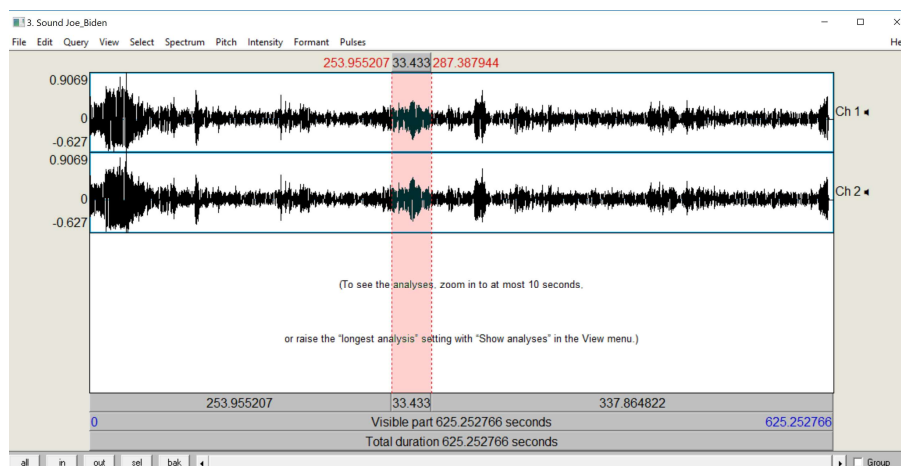 3. Sound Joe_Biden
File Edit Query View Select Spectrum Pitch Intensity Formant Pulses He
253.955207 33.433 287.387944
0.9069
0
-0.627
Ch 1
0.9069
0
-0.627
Ch 2
(To see the analyses, zoom in to at most 10 seconds,
or raise the "longest analysis" setting with "Show analyses" in the View menu.)
253.955207 33.433 337.864822
0 Visible part 625.252766 seconds 625.252766
Total duration 625.252766 seconds
all in out sel bak Group